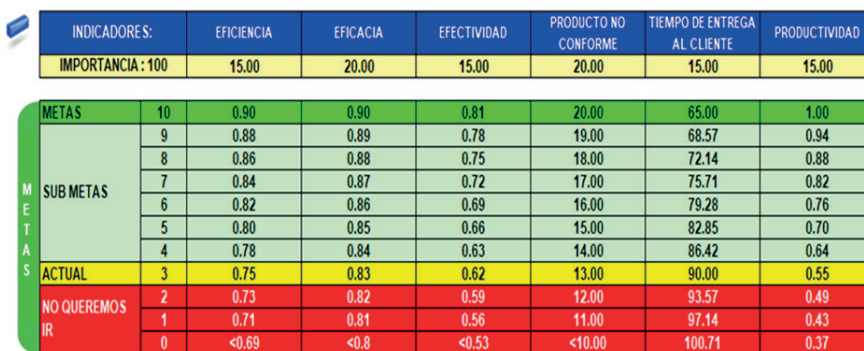 INDICADORES: EFICIENCIA EFICACIA EFECTIVIDAD PRODUCTO NO CONFORME TIEMPO DE ENTREGA AL CLIENTE PRODUCTIVIDAD
IMPORTANCIA : 100 15.00 20.00 15.00 20.00 15.00 15.00
METAS
METAS 10 0.90 0.90 0.81 20.00 65.00 1.00
SUB METAS
9 0.88 0.89 0.78 19.00 68.57 0.94
8 0.86 0.88 0.75 18.00 72.14 0.88
7 0.84 0.87 0.72 17.00 75.71 0.82
6 0.82 0.86 0.69 16.00 79.28 0.76
5 0.80 0.85 0.66 15.00 82.85 0.70
4 0.78 0.84 0.63 14.00 86.42 0.64
ACTUAL 3 0.75 0.83 0.62 13.00 90.00 0.55
NO QUEREMOS IR
2 0.73 0.82 0.59 12.00 93.57 0.49
1 0.71 0.81 0.56 11.00 97.14 0.43
0 <0.69 <0.8 <0.53 <10.00 100.71 0.37